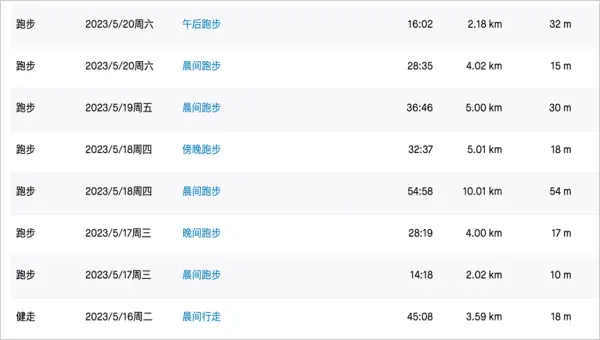 跑步 2023/5/20周六 午后跑步 16:02 2.18 km 32 m
跑步 2023/5/20周六 晨间跑步 28:35 4.02 km 15 m
跑步 2023/5/19周五 晨间跑步 36:46 5.00 km 30 m
跑步 2023/5/18周四 傍晚跑步 32:37 5.01 km 18 m
跑步 2023/5/18周四 晨间跑步 54:58 10.01 km 54 m
跑步 2023/5/17周三 晚间跑步 28:19 4.00 km 17 m
跑步 2023/5/17周三 晨间跑步 14:18 2.02 km 10 m
健走 2023/5/16周二 晨间行走 45:08 3.59 km 18 m